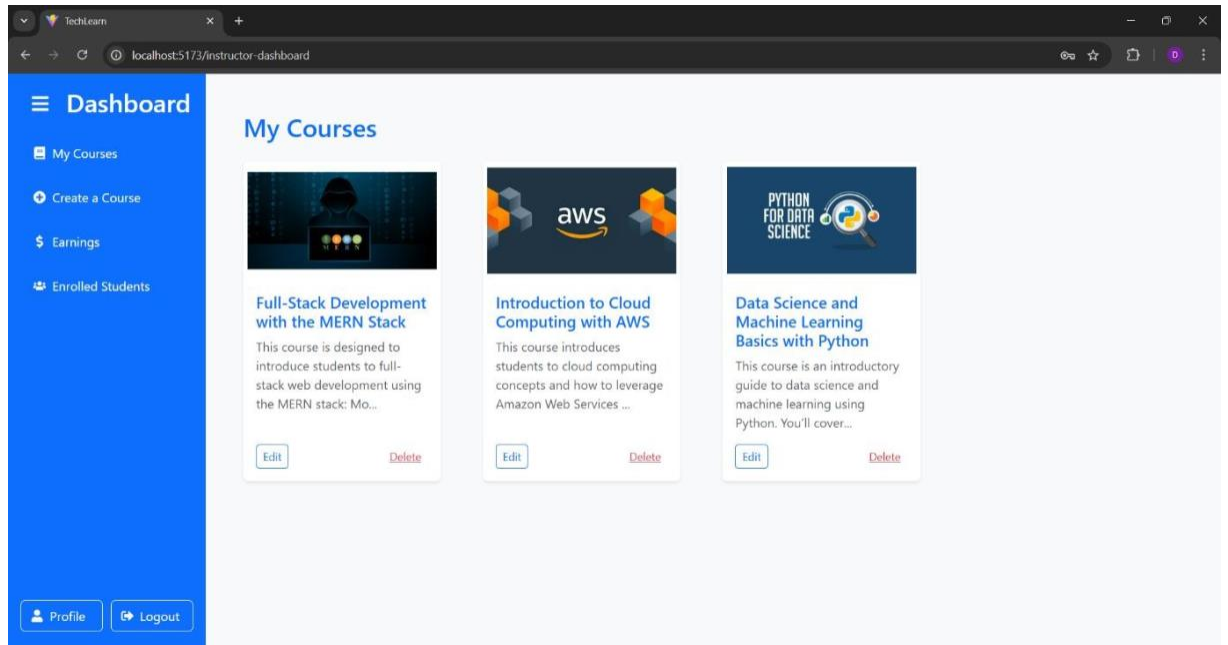 TechLearn
localhost:5173/instructor-dashboard
D
Dashboard
My Courses
Create a Course
$ Earnings
Enrolled Students
Profile
Logout
My Courses
MERN
Full-Stack Development
with the MERN Stack
This course is designed to
introduce students to full-
stack web development using
the MERN stack: Mo...
Edit
Delete
aws
Introduction to Cloud
Computing with AWS
This course introduces
students to cloud computing
concepts and how to leverage
Amazon Web Services ...
Edit
Delete
PYTHON
FOR DATA
SCIENCE
Data Science and
Machine Learning
Basics with Python
This course is an introductory
guide to data science and
machine learning using
Python. You'll cover...
Edit
Delete